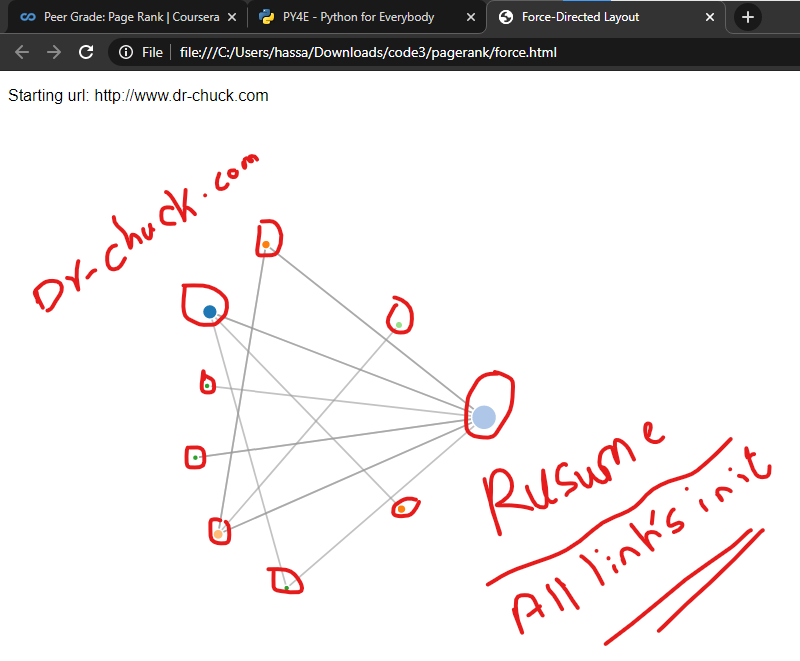 Peer Grade: Page Rank | Coursera
PY4E - Python for Everybody
Force-Directed Layout
File
file:///C:/Users/hassa/Downloads/code3/pagerank/force.html
Starting url: http://www.dr-chuck.com
Dr-chuck.com
Rusume
All link's init